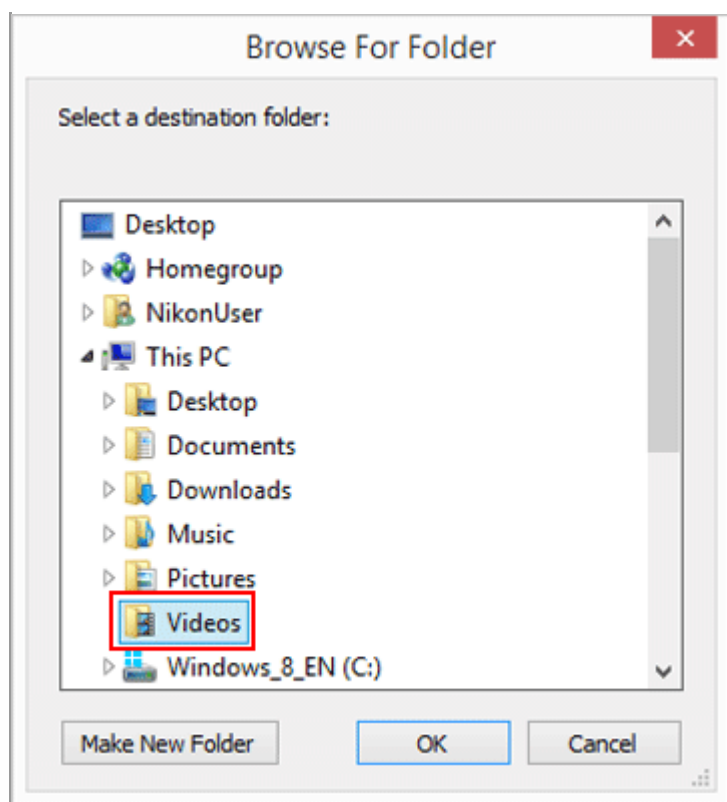 Browse For Folder
Select a destination folder:
Desktop
Homegroup
NikonUser
This PC
Desktop
Documents
Downloads
Music
Pictures
Videos
Windows_8_EN (C:)
Make New Folder
OK
Cancel